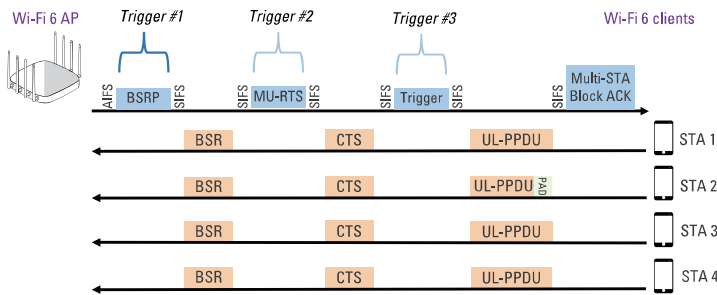 Wi-Fi 6 AP Trigger #1 Trigger #2 Trigger #3 Wi-Fi 6 clients
AIFS BSRP SIFS SIFS MU-RTS SIFS SIFS Trigger SIFS SIFS Multi-STA
Block ACK
BSR CTS UL-PPDU STA 1
BSR CTS UL-PPDU PAD STA 2
BSR CTS UL-PPDU STA 3
BSR CTS UL-PPDU STA 4